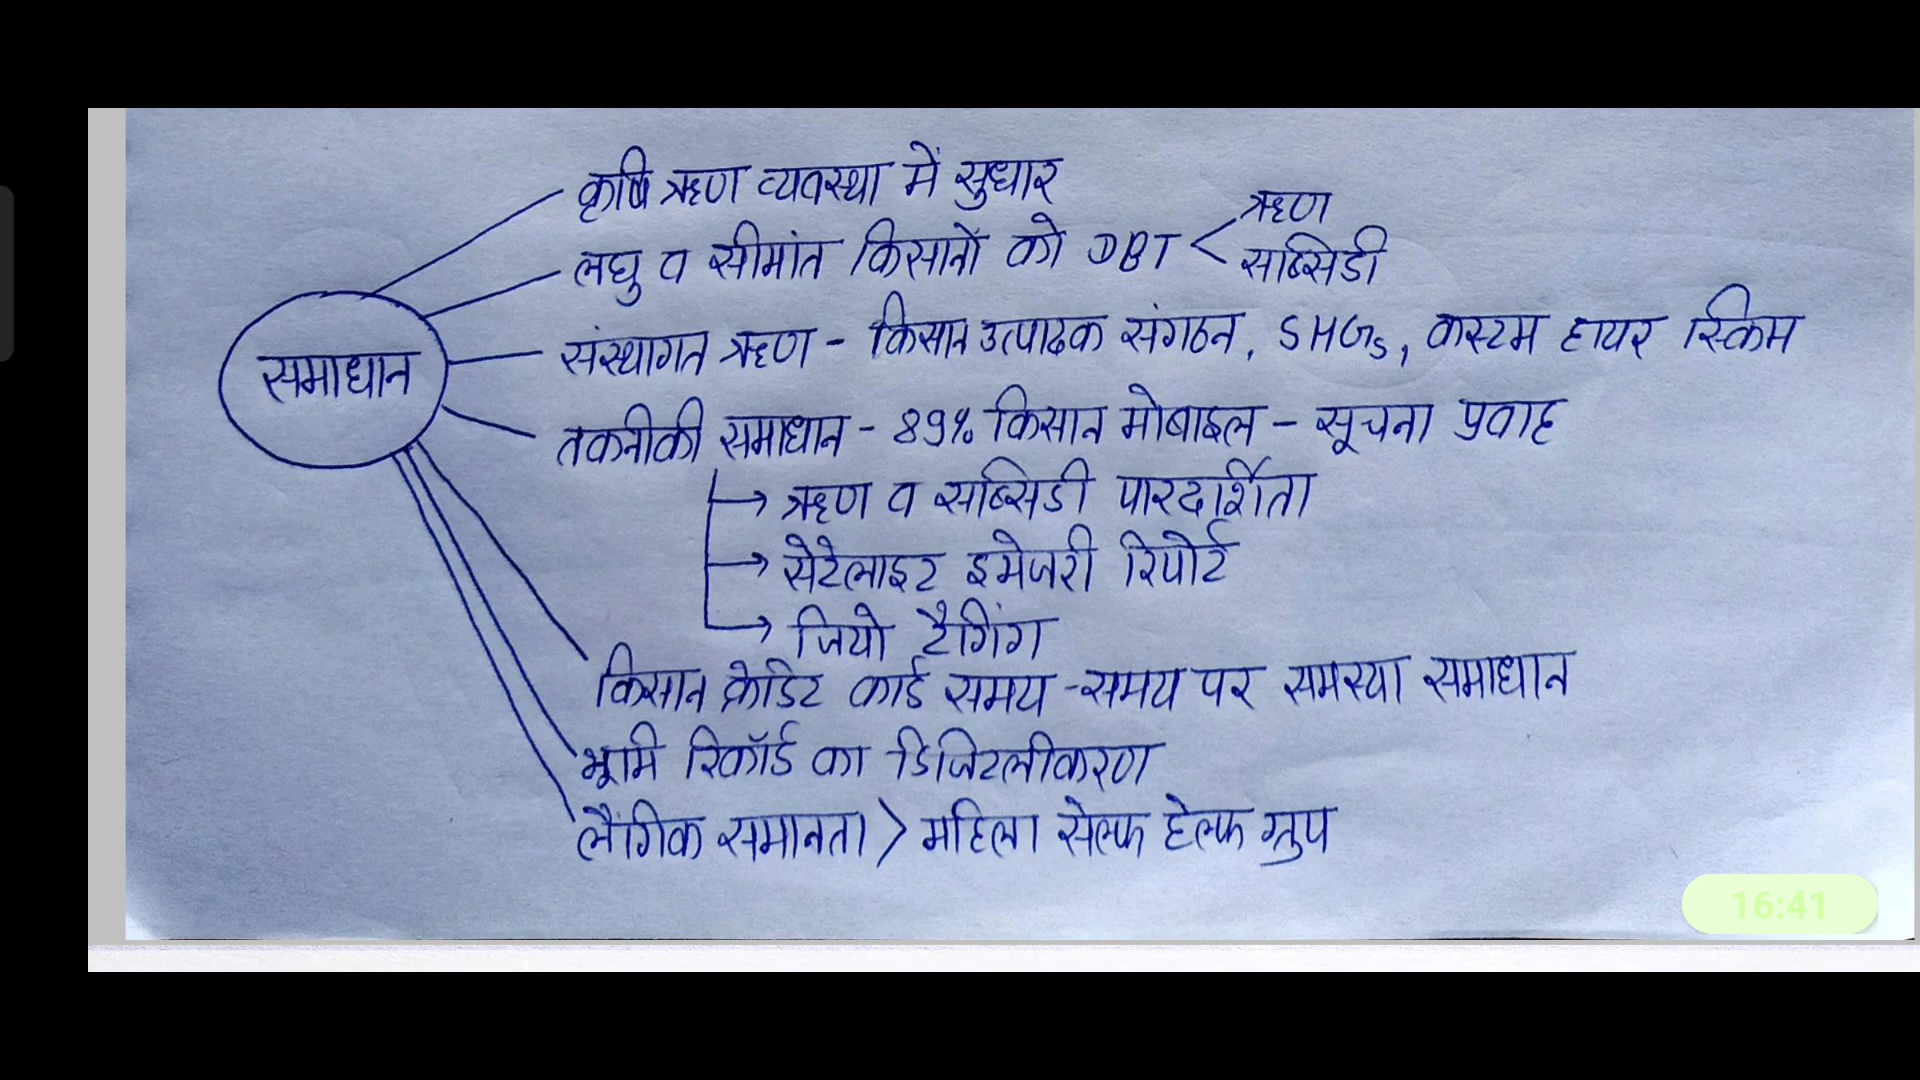 कृषि ऋण व्यवस्था में सुधार
लघु व सीमांत किसानों को DBT < ऋण
सब्सिडी
समाधान
संस्थागत ऋण - किसान उत्पादक संगठन, SHGs, कस्टम हायर स्किम
तकनीकी समाधान - 89% किसान मोबाइल - सूचना प्रवाह
→ ऋण व सब्सिडी पारदर्शिता
→ सेटेलाइट इमेजरी रिपोर्ट
→ जियो टैगिंग
किसान क्रेडिट कार्ड समय-समय पर समस्या समाधान
भूमि रिकॉर्ड का डिजिटलीकरण
लैंगिक समानता > महिला सेल्फ हेल्फ ग्रुप
16:41